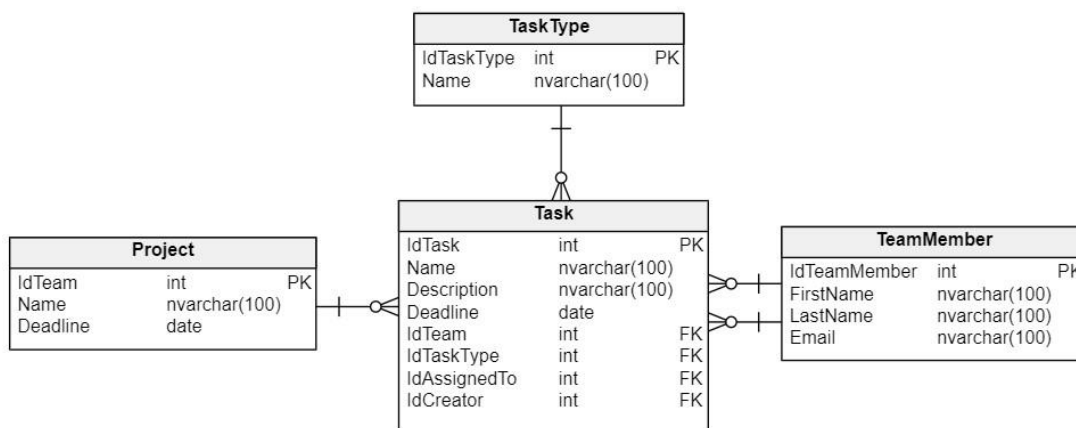 TaskType
IdTaskType int PK
Name nvarchar(100)
Project
IdTeam int PK
Name nvarchar(100)
Deadline date
Task
IdTask int PK
Name nvarchar(100)
Description nvarchar(100)
Deadline date
IdTeam int FK
IdTaskType int FK
IdAssignedTo int FK
IdCreator int FK
TeamMember
IdTeamMember int PK
FirstName nvarchar(100)
LastName nvarchar(100)
Email nvarchar(100)